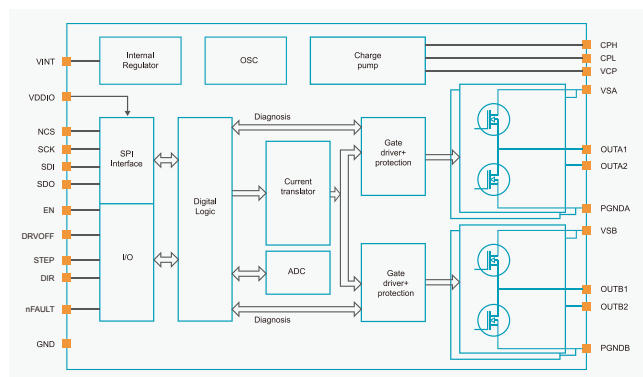 VINT
VDDIO
NCS
SCK
SDI
SDO
EN
DRVOFF
STEP
DIR
nFAULT
GND
Internal
Regulator
OSC
Charge
pump
SPI
Interface
I/O
Digital
Logic
Diagnosis
Current
translator
ADC
Diagnosis
Gate
driver+
protection
Gate
driver+
protection
CPH
CPL
VCP
VSA
OUTA1
OUTA2
PGNDA
VSB
OUTB1
OUTB2
PGNDB